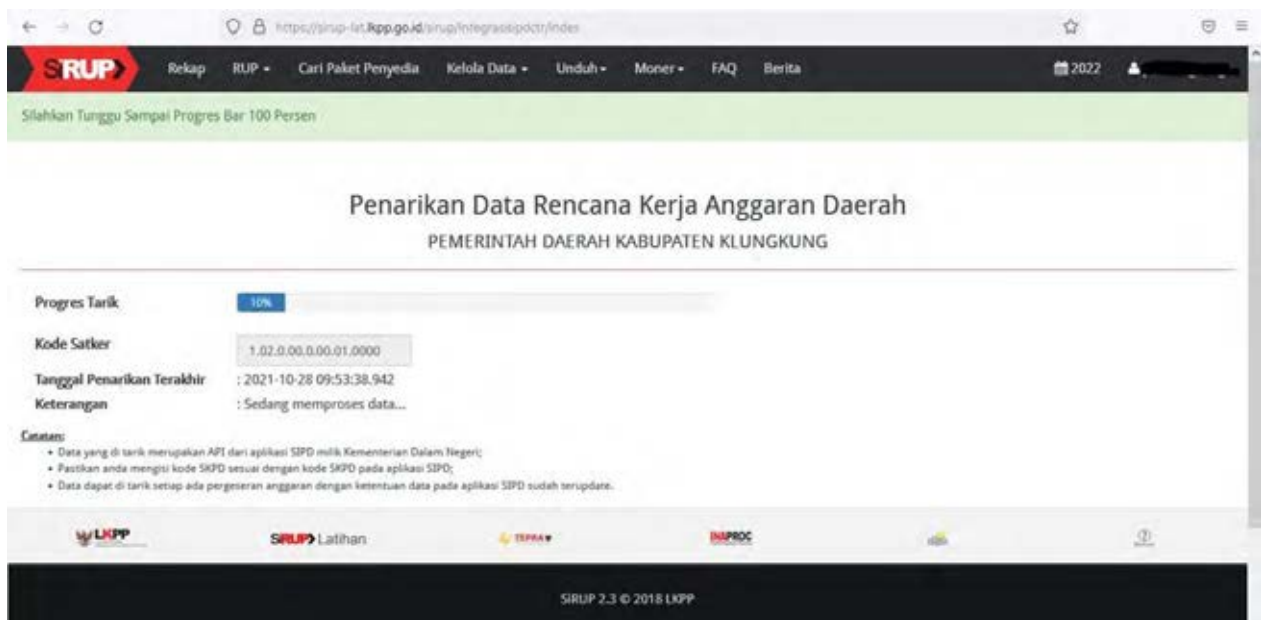 https://sirup-lat.lkpp.go.id/sirup/integrasisipdctr/index
SiRUP Rekap RUP Cari Paket Penyedia Kelola Data Unduh Moner FAQ Berita 2022
Silahkan Tunggu Sampai Progres Bar 100 Persen
Penarikan Data Rencana Kerja Anggaran Daerah
PEMERINTAH DAERAH KABUPATEN KLUNGKUNG
Progres Tarik 10%
Kode Satker 1.02.0.00.0.00.01.0000
Tanggal Penarikan Terakhir : 2021-10-28 09:53:38.942
Keterangan : Sedang memproses data...
Catatan:
• Data yang di tarik merupakan API dari aplikasi SIPD milik Kementerian Dalam Negeri;
• Pastikan anda mengisi kode SKPD sesuai dengan kode SKPD pada aplikasi SIPD;
• Data dapat di tarik setiap ada pergeseran anggaran dengan ketentuan data pada aplikasi SIPD sudah terupdate.
LKPP SiRUP Latihan TEPRA INAPROC
SiRUP 2.3 © 2018 LKPP